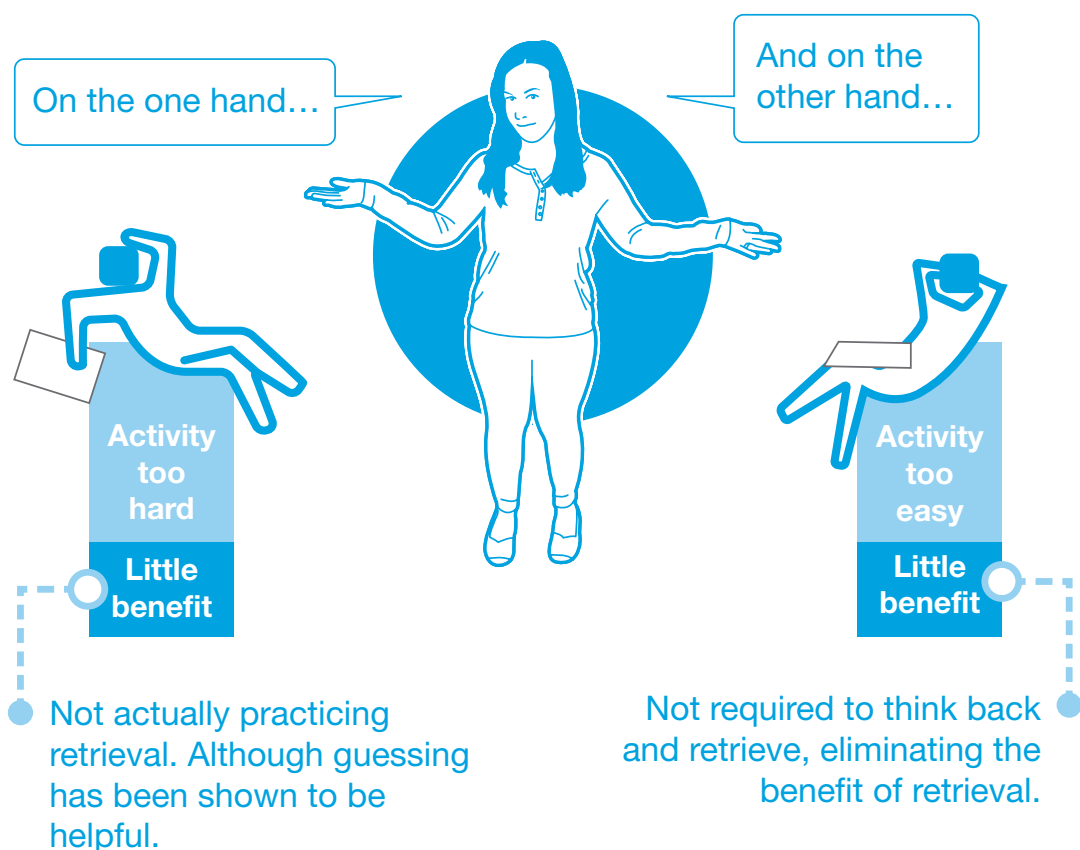 On the one hand…
And on the
other hand…
Activity
too
hard
Little
benefit
Activity
too
easy
Little
benefit
Not actually practicing
retrieval. Although guessing
has been shown to be
helpful.
Not required to think back
and retrieve, eliminating the
benefit of retrieval.